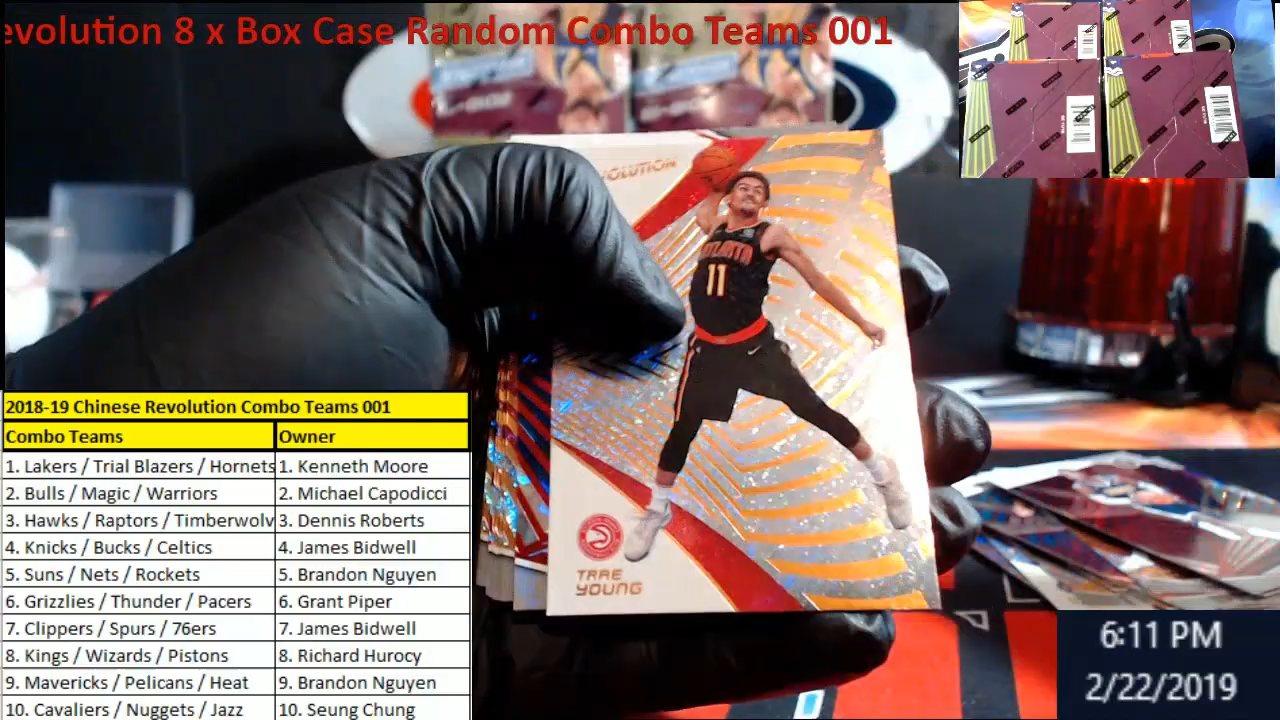 evolution 8 x Box Case Random Combo Teams 001
ATLANTA
11
TRAE
YOUNG
2018-19 Chinese Revolution Combo Teams 001
Combo Teams Owner
1. Lakers / Trial Blazers / Hornets 1. Kenneth Moore
2. Bulls / Magic / Warriors 2. Michael Capodicci
3. Hawks / Raptors / Timberwolv 3. Dennis Roberts
4. Knicks / Bucks / Celtics 4. James Bidwell
5. Suns / Nets / Rockets 5. Brandon Nguyen
6. Grizzlies / Thunder / Pacers 6. Grant Piper
7. Clippers / Spurs / 76ers 7. James Bidwell
8. Kings / Wizards / Pistons 8. Richard Hurocy
9. Mavericks / Pelicans / Heat 9. Brandon Nguyen
10. Cavaliers / Nuggets / Jazz 10. Seung Chung
6:11 PM
2/22/2019